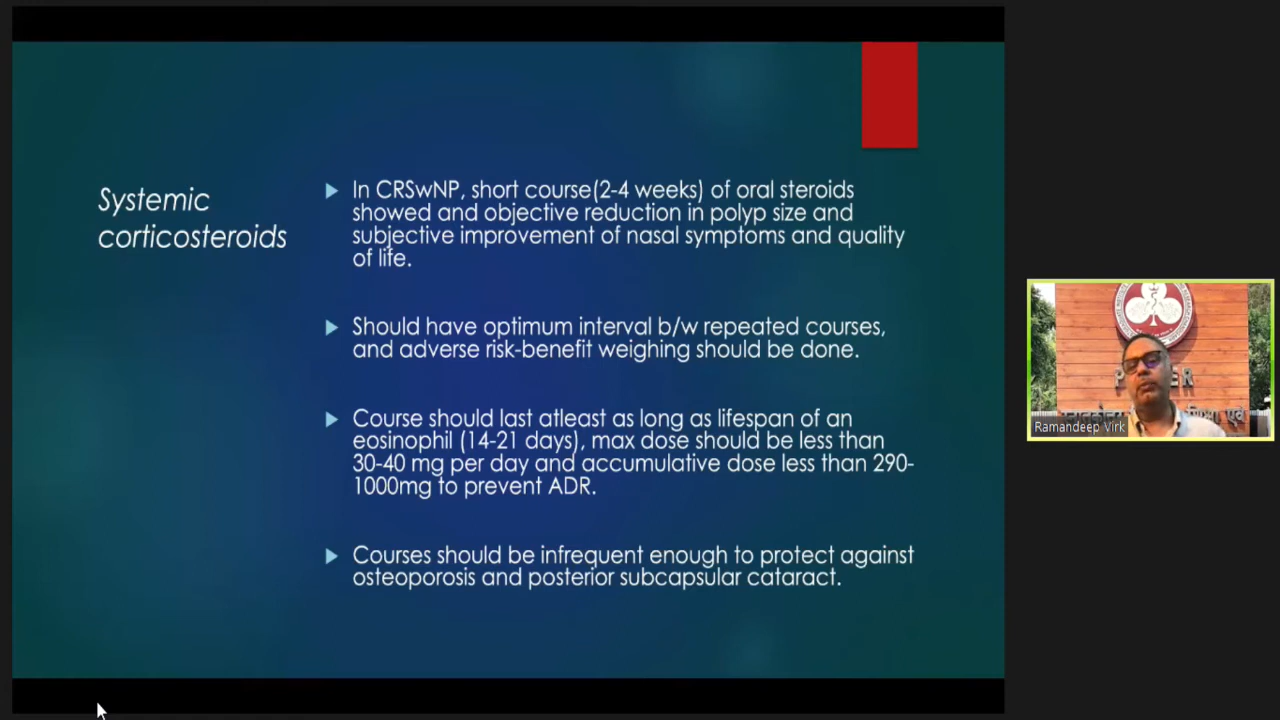 Systemic
corticosteroids
In CRSwNP, short course(2-4 weeks) of oral steroids
showed and objective reduction in polyp size and
subjective improvement of nasal symptoms and quality
of life.
Should have optimum interval b/w repeated courses,
and adverse risk-benefit weighing should be done.
Course should last atleast as long as lifespan of an
eosinophil (14-21 days), max dose should be less than
30-40 mg per day and accumulative dose less than 290-
1000mg to prevent ADR.
Courses should be infrequent enough to protect against
osteoporosis and posterior subcapsular cataract.
Ramandeep Virk